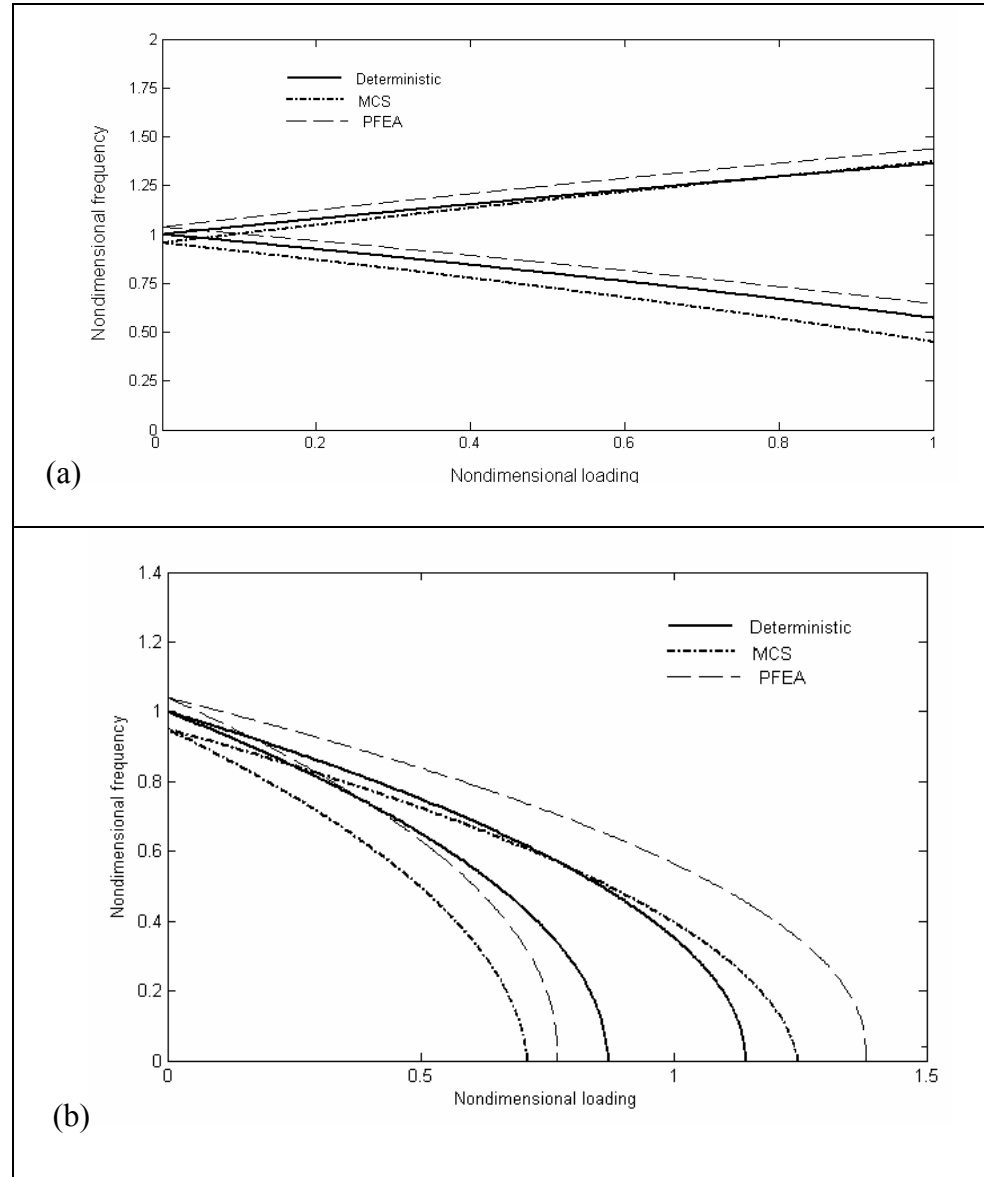 2
1.75
1.50
1.25
1
0.75
0.50
0.25
0
Nondimensional frequency
Deterministic
MCS
PFEA
0 0.2 0.4 0.6 0.8 1
Nondimensional loading
(a)
1.4
1.2
1
0.8
0.6
0.4
0.2
0
Nondimensional frequency
Deterministic
MCS
PFEA
0 0.5 1 1.5
Nondimensional loading
(b)